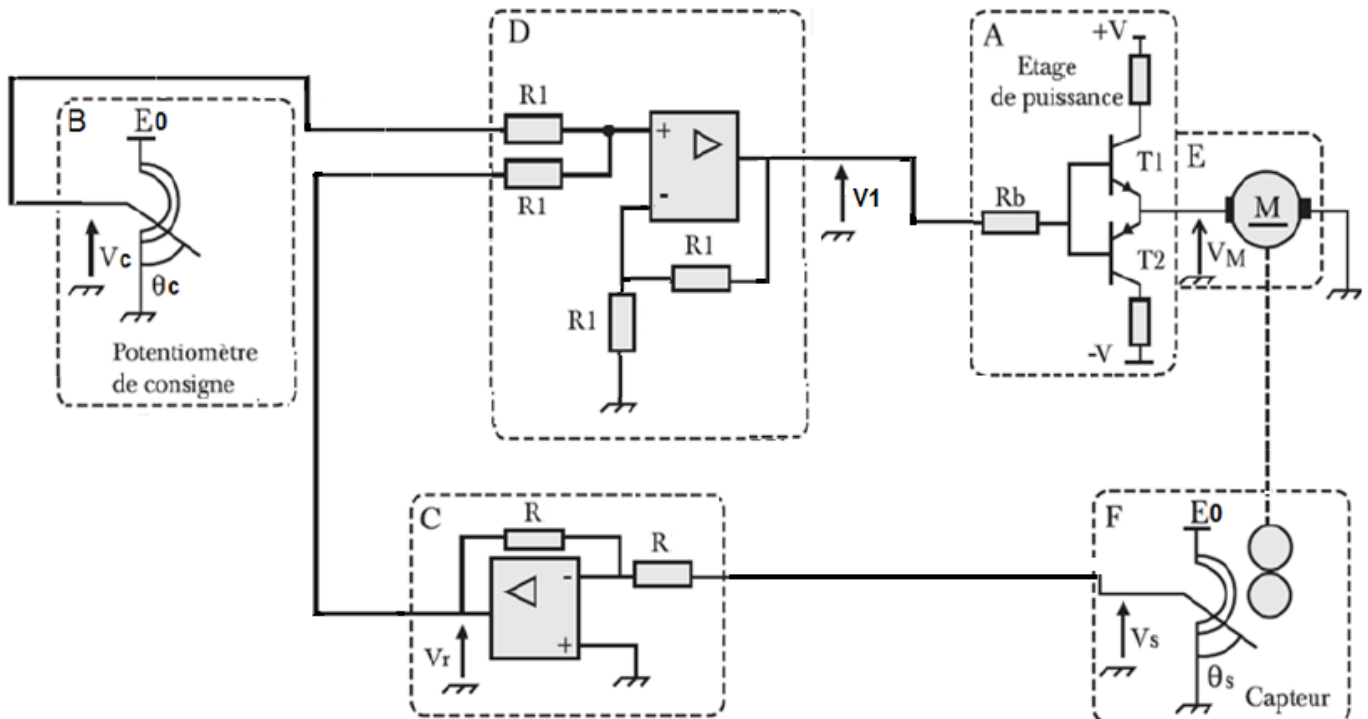 D
R1
R1
+
-
R1
R1
V1
A
+V
Etage
de puissance
T1
Rb
T2
-V
E
M
VM
B
E0
Vc
θc
Potentiomètre
de consigne
C
R
R
-
+
Vr
F
E0
Vs
θs
Capteur